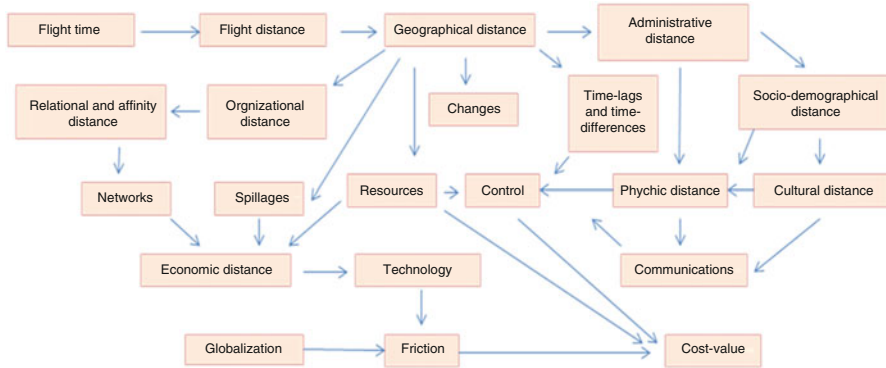 Flight time
Flight distance
Geographical distance
Administrative
distance
Relational and affinity
distance
Orgnizational
distance
Changes
Time-lags
and time-
differences
Socio-demographical
distance
Networks
Spillages
Resources
Control
Phychic distance
Cultural distance
Economic distance
Technology
Communications
Globalization
Friction
Cost-value